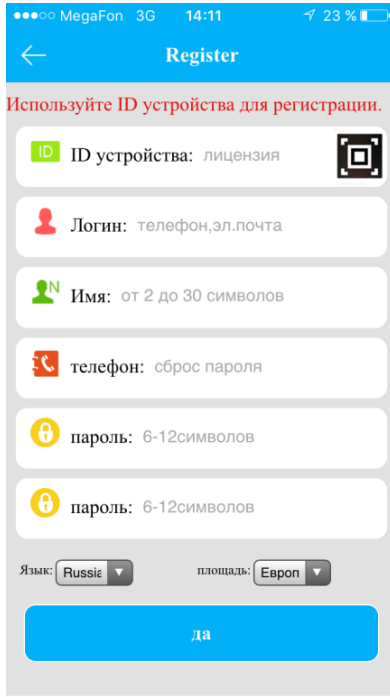 MegaFon 3G 14:11 23 %
Register
Используйте ID устройства для регистрации.
ID ID устройства: лицензия
Логин: телефон,эл.почта
N Имя: от 2 до 30 символов
телефон: сброс пароля
пароль: 6-12символов
пароль: 6-12символов
Язык: Russia площадь: Европ
да